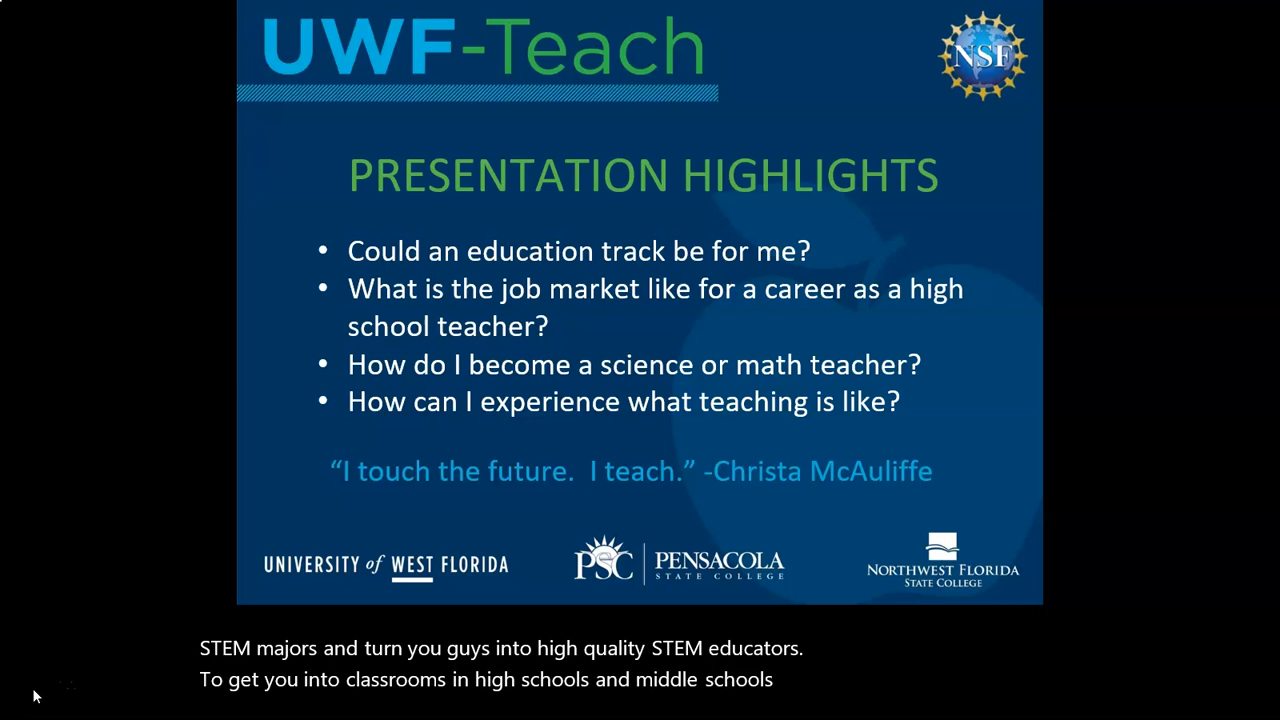 UWF-Teach
NSF
PRESENTATION HIGHLIGHTS
• Could an education track be for me?
• What is the job market like for a career as a high
school teacher?
• How do I become a science or math teacher?
• How can I experience what teaching is like?
“I touch the future.  I teach.” -Christa McAuliffe
UNIVERSITY of WEST FLORIDA
PSC
PENSACOLA
STATE COLLEGE
NORTHWEST FLORIDA
STATE COLLEGE
STEM majors and turn you guys into high quality STEM educators.
To get you into classrooms in high schools and middle schools